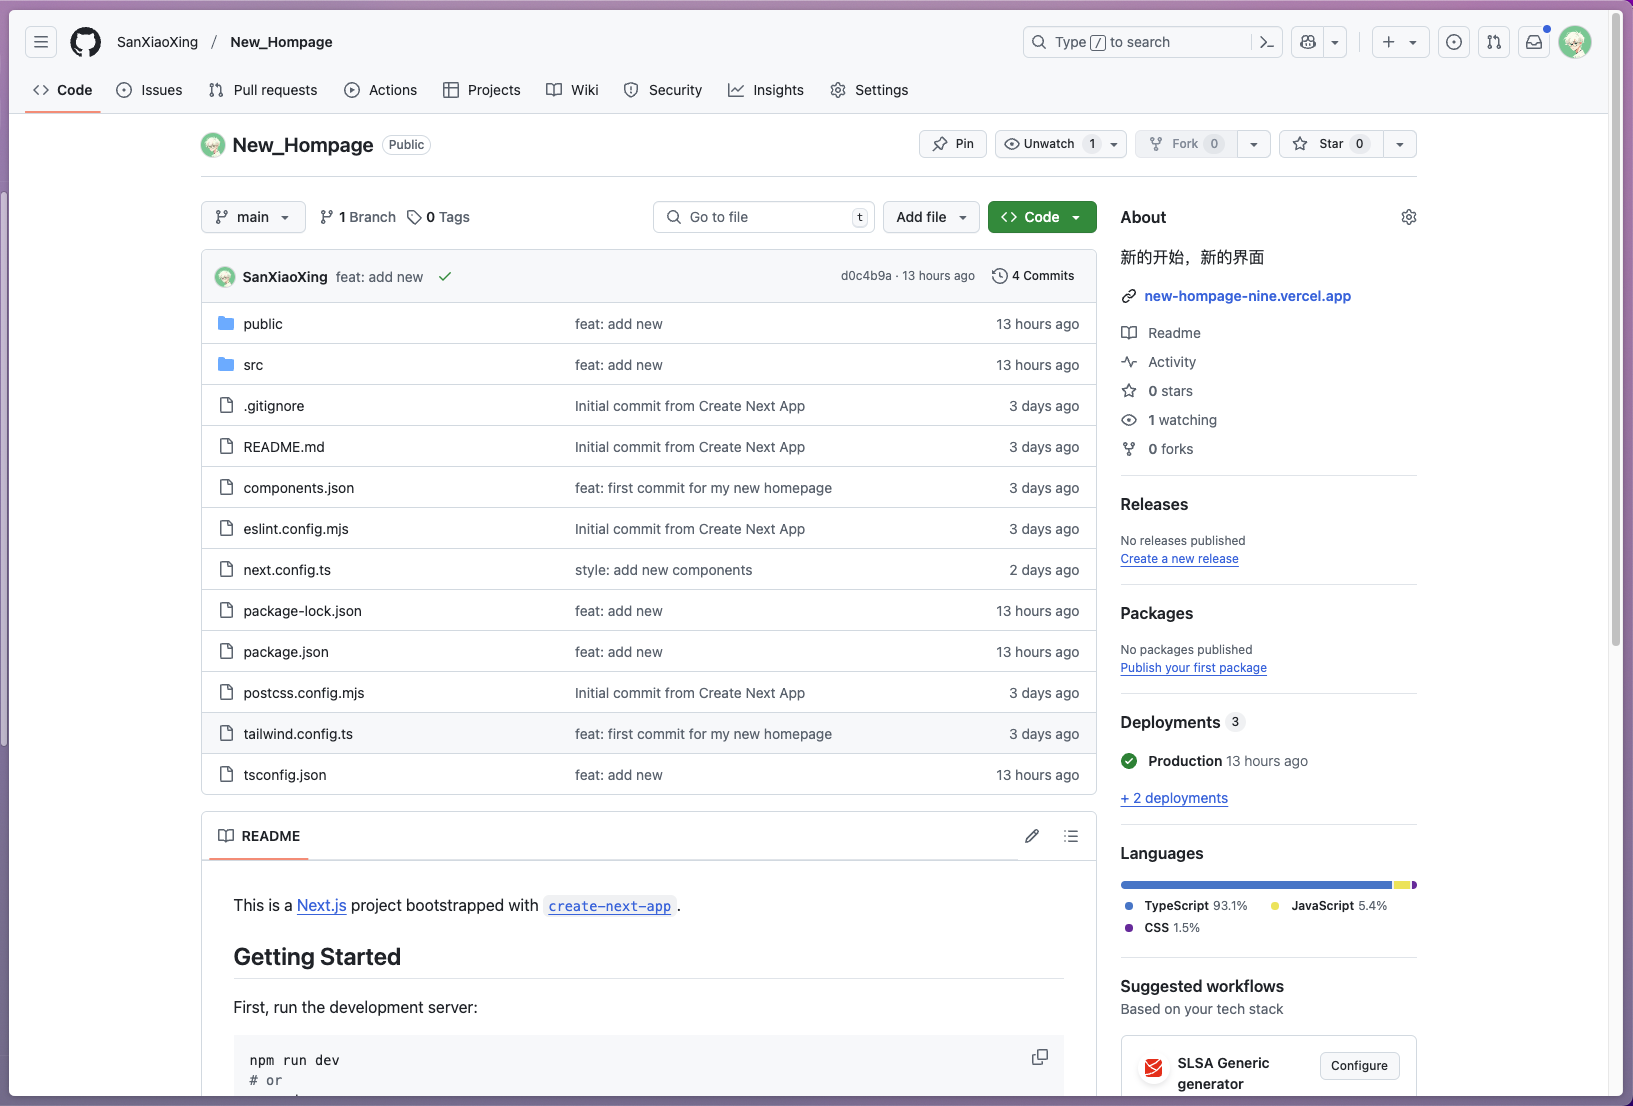 SanXiaoXing / New_Hompage
Type / to search
Code Issues Pull requests Actions Projects Wiki Security Insights Settings
New_Hompage Public
Pin Unwatch 1 Fork 0 Star 0
main 1 Branch 0 Tags
Go to file t Add file Code
SanXiaoXing feat: add new d0c4b9a · 13 hours ago 4 Commits
public feat: add new 13 hours ago
src feat: add new 13 hours ago
.gitignore Initial commit from Create Next App 3 days ago
README.md Initial commit from Create Next App 3 days ago
components.json feat: first commit for my new homepage 3 days ago
eslint.config.mjs Initial commit from Create Next App 3 days ago
next.config.ts style: add new components 2 days ago
package-lock.json feat: add new 13 hours ago
package.json feat: add new 13 hours ago
postcss.config.mjs Initial commit from Create Next App 3 days ago
tailwind.config.ts feat: first commit for my new homepage 3 days ago
tsconfig.json feat: add new 13 hours ago
README
This is a Next.js project bootstrapped with create-next-app.
Getting Started
First, run the development server:
npm run dev
# or
About
新的开始，新的界面
new-hompage-nine.vercel.app
Readme
Activity
0 stars
1 watching
0 forks
Releases
No releases published
Create a new release
Packages
No packages published
Publish your first package
Deployments 3
Production 13 hours ago
+ 2 deployments
Languages
TypeScript 93.1% JavaScript 5.4%
CSS 1.5%
Suggested workflows
Based on your tech stack
SLSA Generic
generator
Configure